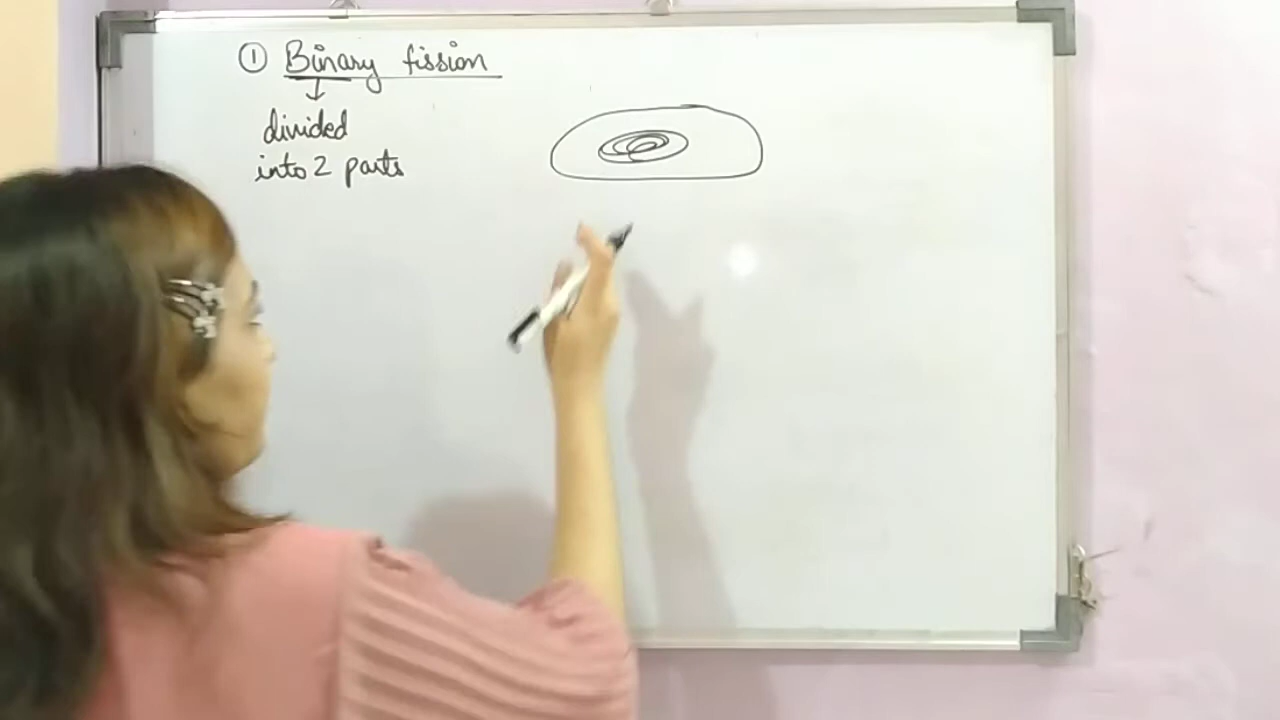 ① Binary fission
↓
divided
into 2 parts